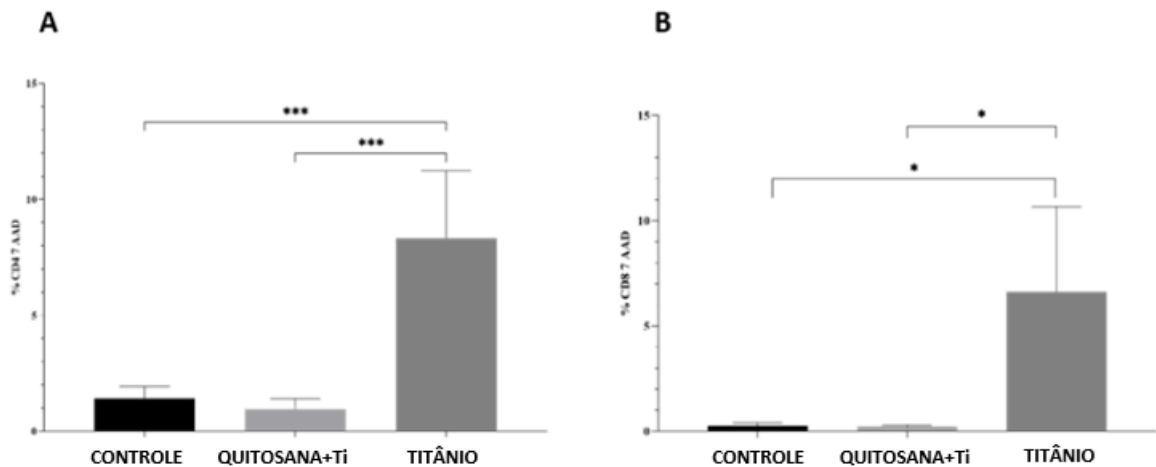 A
15
10
5
0
% CD4 7 AAD
***
***
CONTROLE QUITOSANA+Ti TITÂNIO
B
15
10
5
0
% CD8 7 AAD
*
*
CONTROLE QUITOSANA+Ti TITÂNIO